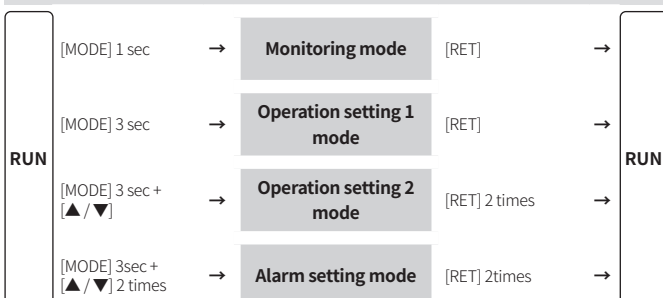 [MODE] 1 sec → Monitoring mode [RET] →
[MODE] 3 sec → Operation setting 1
mode [RET] →
RUN
RUN
[MODE] 3 sec +
[▲ / ▼] → Operation setting 2
mode [RET] 2 times →
[MODE] 3sec +
[▲ / ▼] 2 times → Alarm setting mode [RET] 2times →